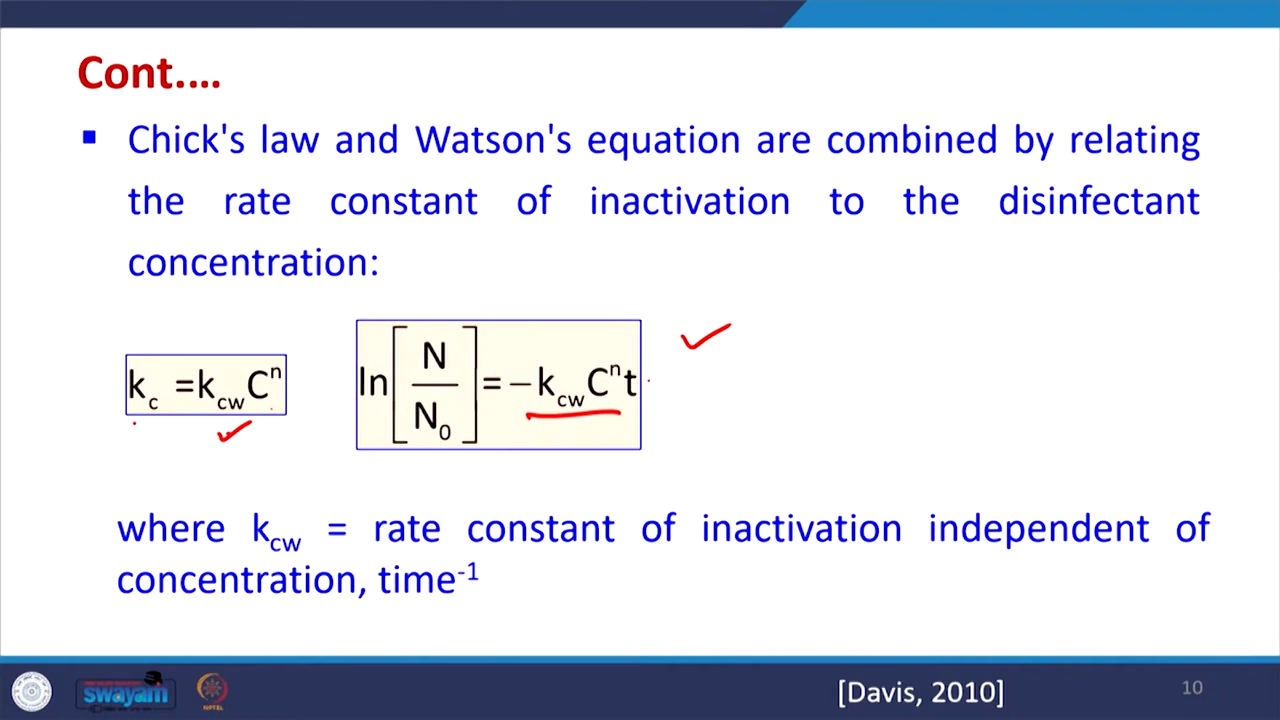 Cont.…
▪ Chick's law and Watson's equation are combined by relating
the rate constant of inactivation to the disinfectant
concentration:
k_c =k_cw C^n
ln[N/N_0] = −k_cw C^n t
where k_cw = rate constant of inactivation independent of
concentration, time^-1
swayam
[Davis, 2010]
10